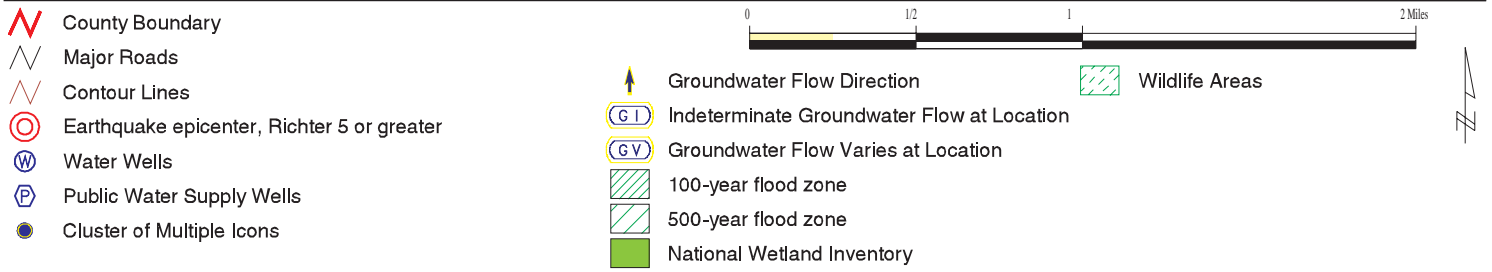 0 1/2 1 2 Miles
County Boundary
Major Roads
Contour Lines
Earthquake epicenter, Richter 5 or greater
W Water Wells
P Public Water Supply Wells
Cluster of Multiple Icons
Groundwater Flow Direction
G I Indeterminate Groundwater Flow at Location
G V Groundwater Flow Varies at Location
100-year flood zone
500-year flood zone
National Wetland Inventory
Wildlife Areas
N